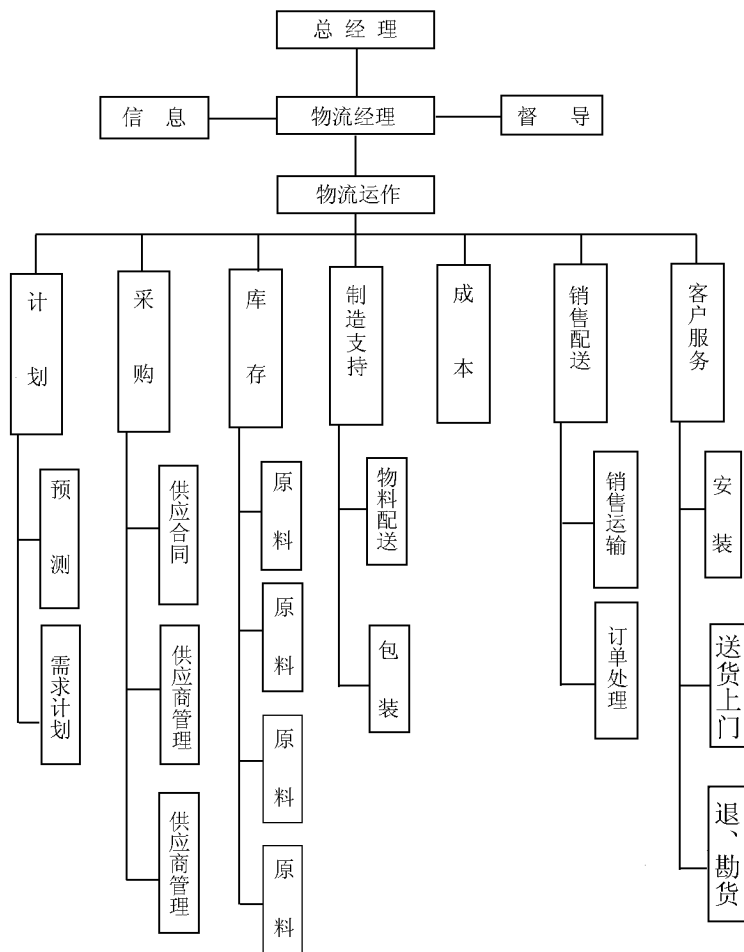 总经理
信息
物流经理
督导
物流运作
计划
采购
库存
制造支持
成本
销售配送
客户服务
预测
需求计划
供应合同
供应商管理
供应商管理
原料
原料
原料
原料
物料配送
包装
销售运输
订单处理
安装
送货上门
退、勘货